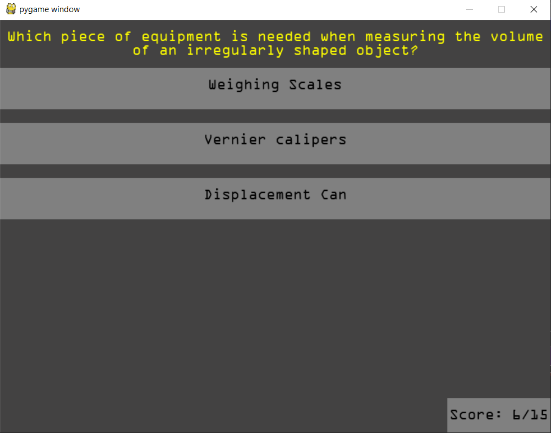 pygame window
Which piece of equipment is needed when measuring the volume
of an irregularly shaped object?
Weighing Scales
Vernier calipers
Displacement Can
Score: 6/15